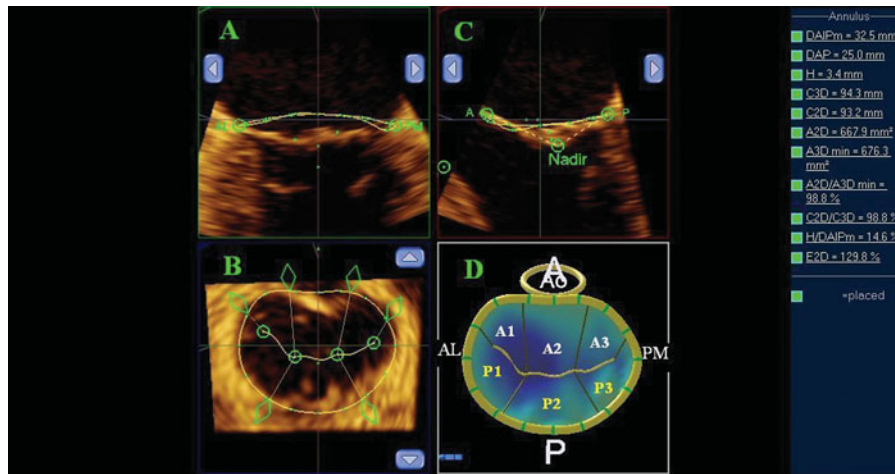 A
AL
PM
C
A
P
Nadir
B
D
A
Ao
A1
A2
A3
AL
PM
P1
P2
P3
P
Annulus
DAlPm = 32.5 mm
DAP = 25.0 mm
H = 3.4 mm
C3D = 94.3 mm
C2D = 93.2 mm
A2D = 667.9 mm²
A3D min = 676.3
mm²
A2D/A3D min =
98.8 %
C2D/C3D = 98.8 %
H/DAlPm = 14.6 %
E2D = 129.8 %
=placed